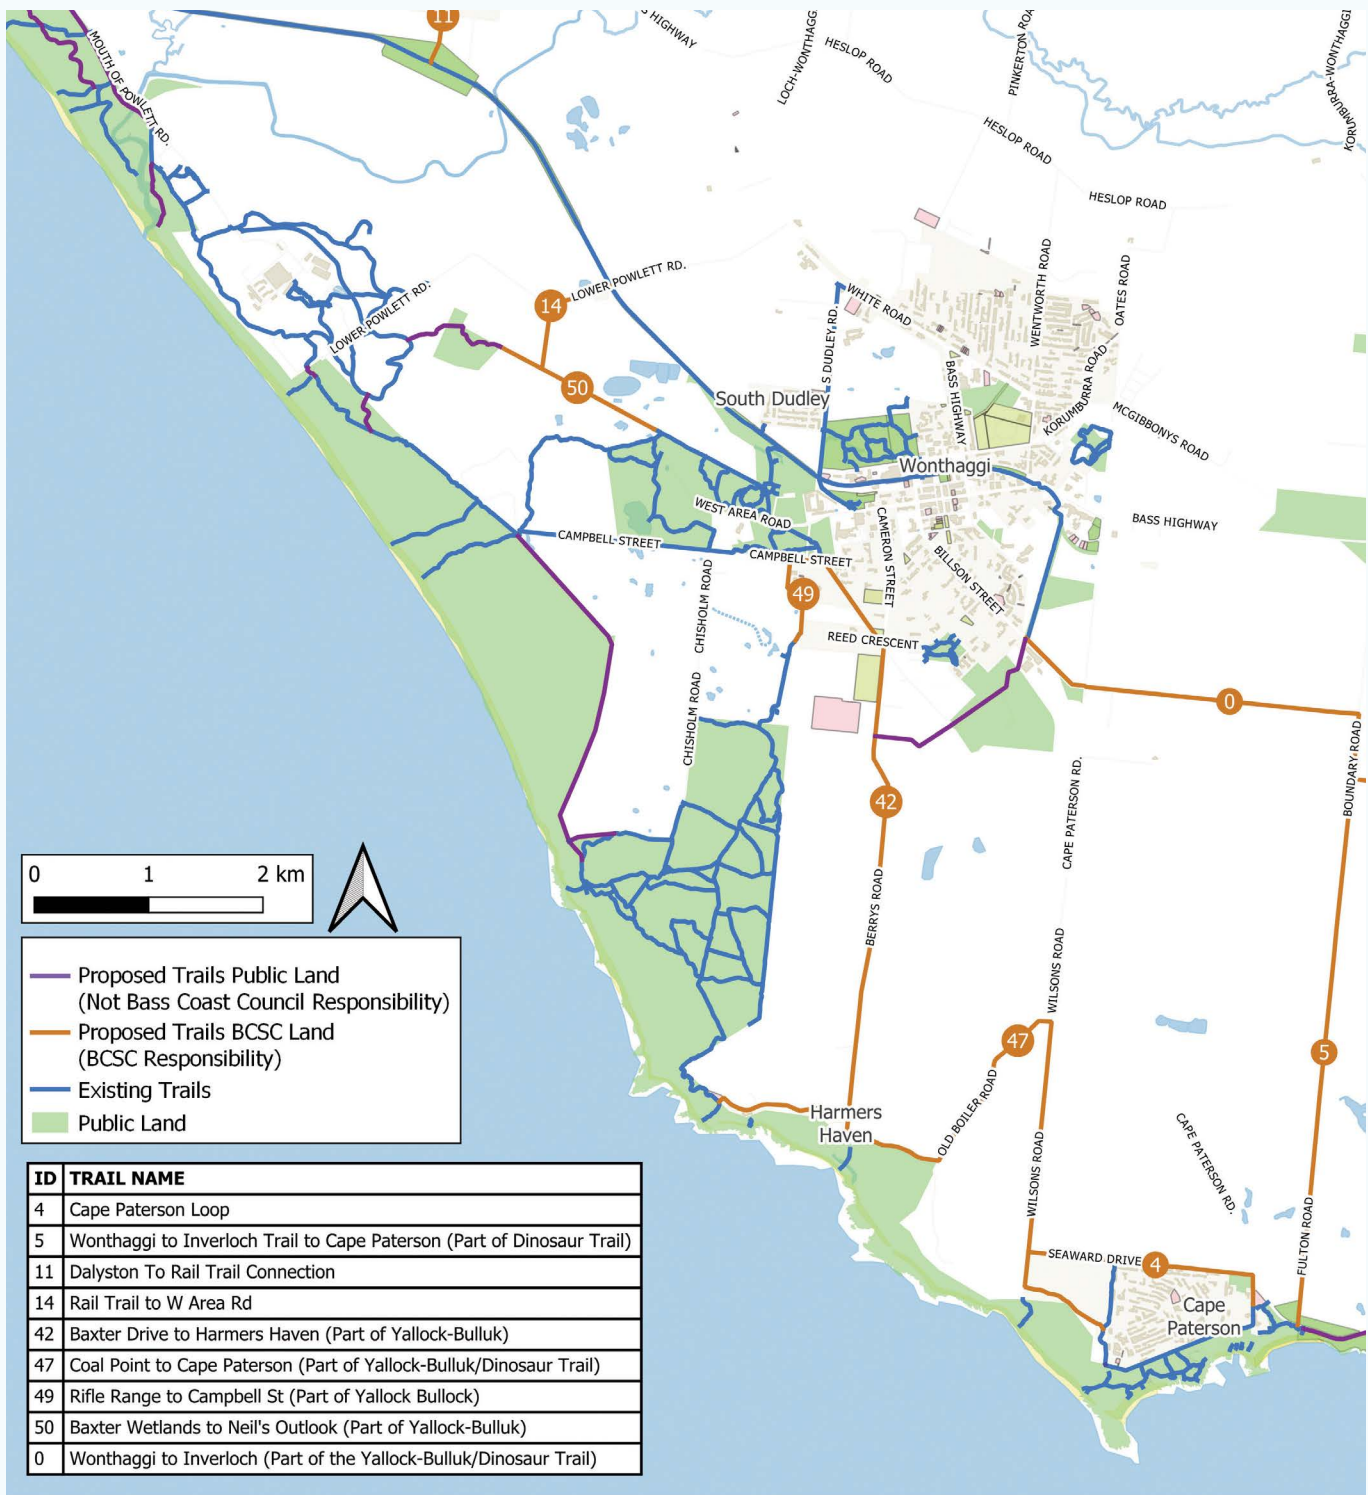 11
S HIGHWAY
HESLOP ROAD
LOCH-WONTHAGGI
PINKERTON ROA
KORUMBURRA-WONTHAGGI
MOUTH OF POWLETT RD.
HESLOP ROAD
HESLOP ROAD
LOWER POWLETT RD.
14
LOWER POWLETT RD.
WHITE ROAD
S DUDLEY RD.
WENTWORTH ROAD
OATES ROAD
50
South Dudley
BASS HIGHWAY
KORUMBURRA ROAD
MCGIBBONYS ROAD
Wonthaggi
WEST AREA ROAD
BASS HIGHWAY
CAMPBELL STREET
CAMPBELL STREET
CAMERON STREET
BILLSON STREET
CHISHOLM ROAD
49
REED CRESCENT
CHISHOLM ROAD
0
BOUNDARY ROAD
42
CAPE PATERSON RD.
BERRYS ROAD
WILSONS ROAD
47
5
OLD BOILER ROAD
Harmers
Haven
WILSONS ROAD
CAPE PATERSON RD.
FULTON ROAD
SEAWARD DRIVE
4
Cape
Paterson
0 1 2 km
Proposed Trails Public Land
(Not Bass Coast Council Responsibility)
Proposed Trails BCSC Land
(BCSC Responsibility)
Existing Trails
Public Land
ID TRAIL NAME
4 Cape Paterson Loop
5 Wonthaggi to Inverloch Trail to Cape Paterson (Part of Dinosaur Trail)
11 Dalyston To Rail Trail Connection
14 Rail Trail to W Area Rd
42 Baxter Drive to Harmers Haven (Part of Yallock-Bulluk)
47 Coal Point to Cape Paterson (Part of Yallock-Bulluk/Dinosaur Trail)
49 Rifle Range to Campbell St (Part of Yallock Bullock)
50 Baxter Wetlands to Neil's Outlook (Part of Yallock-Bulluk)
0 Wonthaggi to Inverloch (Part of the Yallock-Bulluk/Dinosaur Trail)